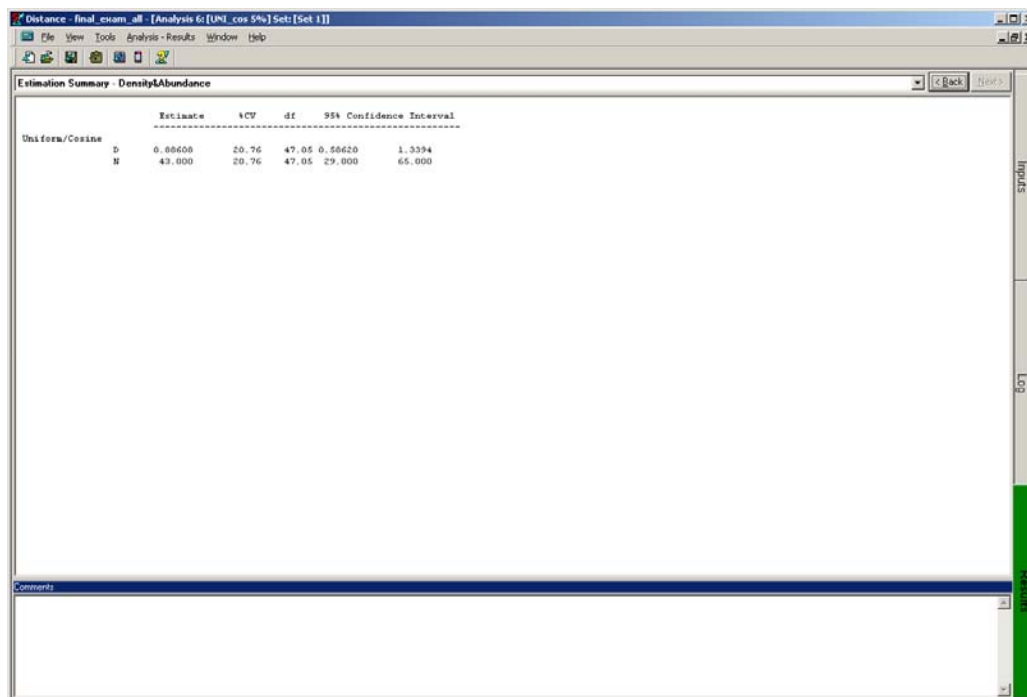 Distance - final_exam_all - [Analysis 6: [UNI_cos 5%] Set: [Set 1]]
File View Tools Analysis - Results Window Help
Estimation Summary - Density&Abundance
< Back Next >
Estimate %CV df 95% Confidence Interval
Uniform/Cosine
D 0.88608 20.76 47.05 0.58620 1.3394
N 43.000 20.76 47.05 29.000 65.000
Inputs
Log
Results
Comments